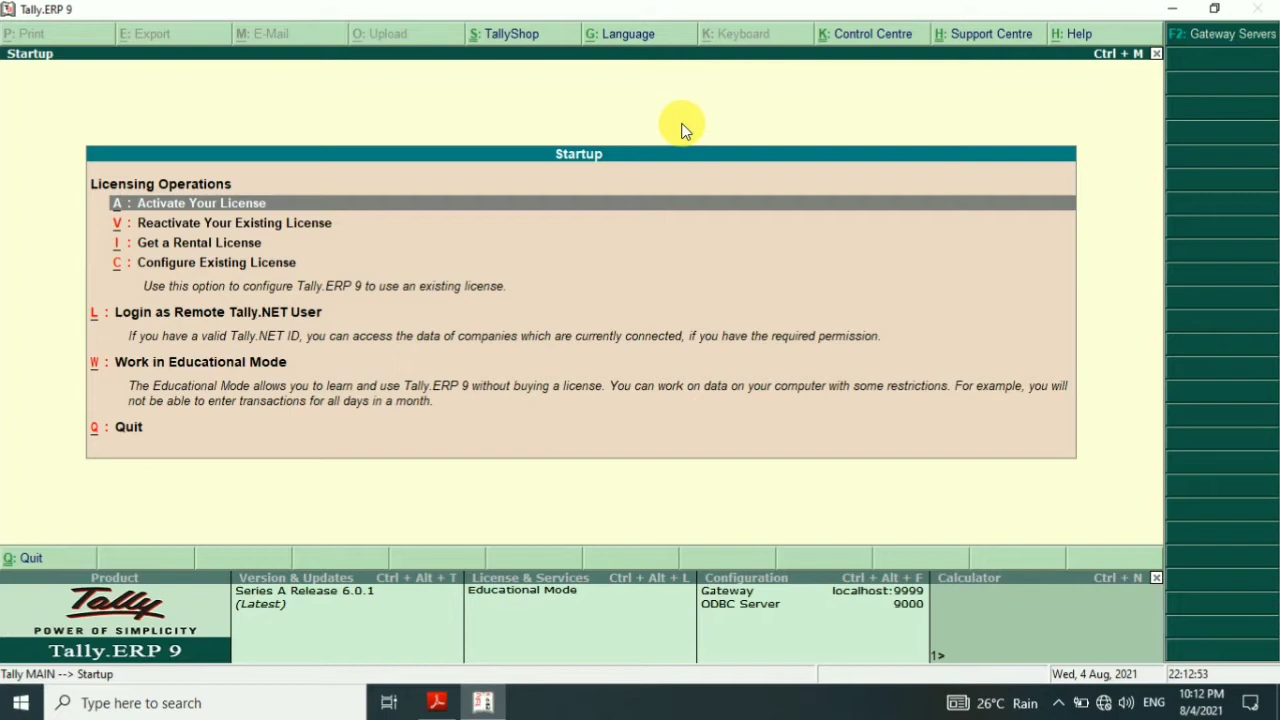 Tally.ERP 9
P: Print E: Export M: E-Mail O: Upload S: TallyShop G: Language K: Keyboard K: Control Centre H: Support Centre H: Help F2: Gateway Servers
Startup Ctrl + M
Startup
Licensing Operations
A : Activate Your License
V : Reactivate Your Existing License
I : Get a Rental License
C : Configure Existing License
Use this option to configure Tally.ERP 9 to use an existing license.
L : Login as Remote Tally.NET User
If you have a valid Tally.NET ID, you can access the data of companies which are currently connected, if you have the required permission.
W : Work in Educational Mode
The Educational Mode allows you to learn and use Tally.ERP 9 without buying a license. You can work on data on your computer with some restrictions. For example, you will
not be able to enter transactions for all days in a month.
Q : Quit
Q: Quit
Product Version & Updates Ctrl + Alt + T License & Services Ctrl + Alt + L Configuration Ctrl + Alt + F Calculator Ctrl + N
Series A Release 6.0.1 Educational Mode Gateway localhost:9999
(Latest) ODBC Server 9000
Tally
POWER OF SIMPLICITY
Tally.ERP 9
1>
Tally MAIN --> Startup Wed, 4 Aug, 2021 22:12:53
Type here to search 26°C Rain ENG 10:12 PM
8/4/2021